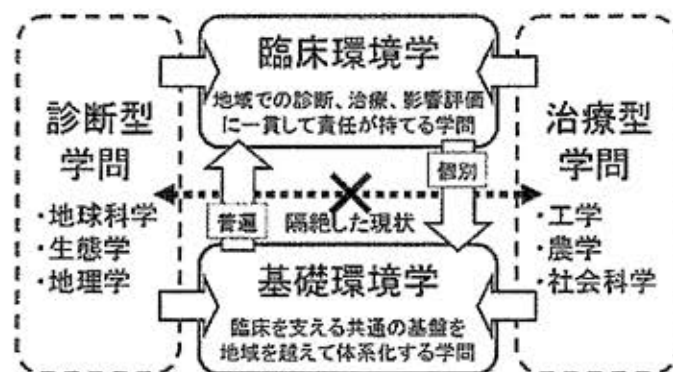 臨床環境学
地域での診断、治療、影響評価
に一貫して責任が持てる学問
診断型
学問
・地球科学
・生態学
・地理学
普遍
個別
隔絶した現状
治療型
学問
・工学
・農学
・社会科学
基礎環境学
臨床を支える共通の基盤を
地域を越えて体系化する学問